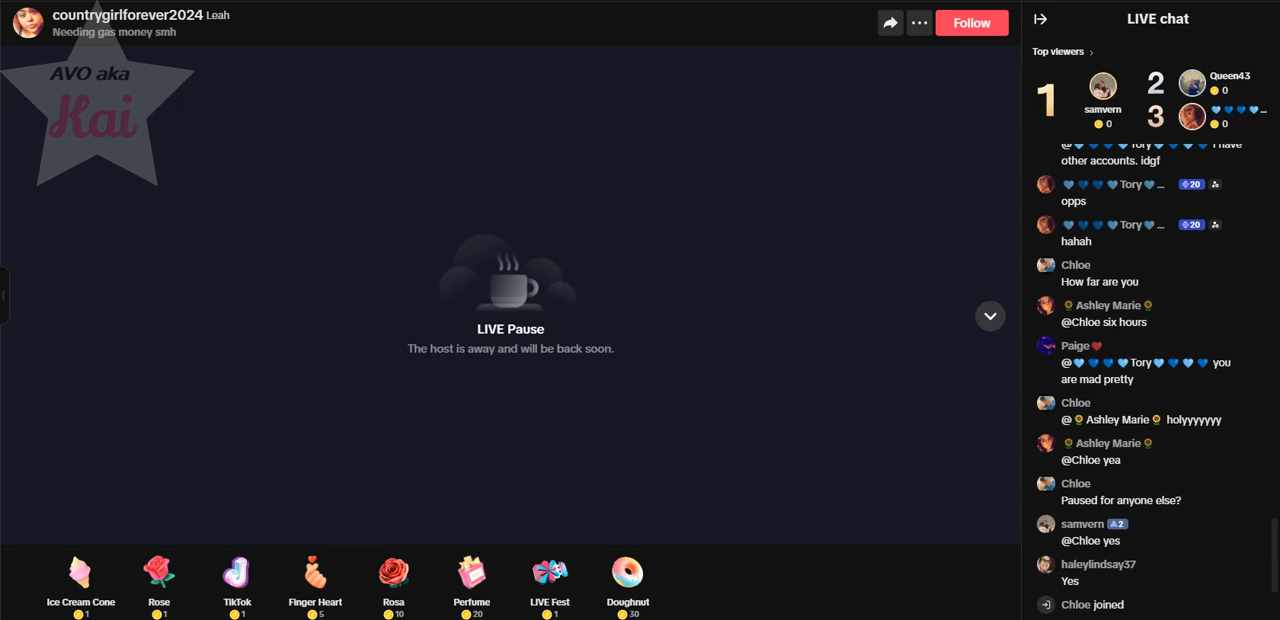 countrygirlforever2024 Leah
Needing gas money smh
Follow
AVO aka
Kai
LIVE Pause
The host is away and will be back soon.
Ice Cream Cone
1
Rose
1
TikTok
1
Finger Heart
5
Rosa
10
Perfume
20
LIVE Fest
1
Doughnut
30
LIVE chat
Top viewers
1
samvern
0
2
Queen43
0
3
💙💙💙💙...
0
@💙💙💙💙Tory💙💙💙💙 I have
other accounts. idgf
💙💙💙💙Tory💙... 20
opps
💙💙💙💙Tory💙... 20
hahah
Chloe
How far are you
🌻Ashley Marie🌻
@Chloe six hours
Paige❤️
@💙💙💙💙Tory💙💙💙💙 you
are mad pretty
Chloe
@🌻Ashley Marie🌻 holyyyyyyy
🌻Ashley Marie🌻
@Chloe yea
Chloe
Paused for anyone else?
samvern 2
@Chloe yes
haleylindsay37
Yes
Chloe joined